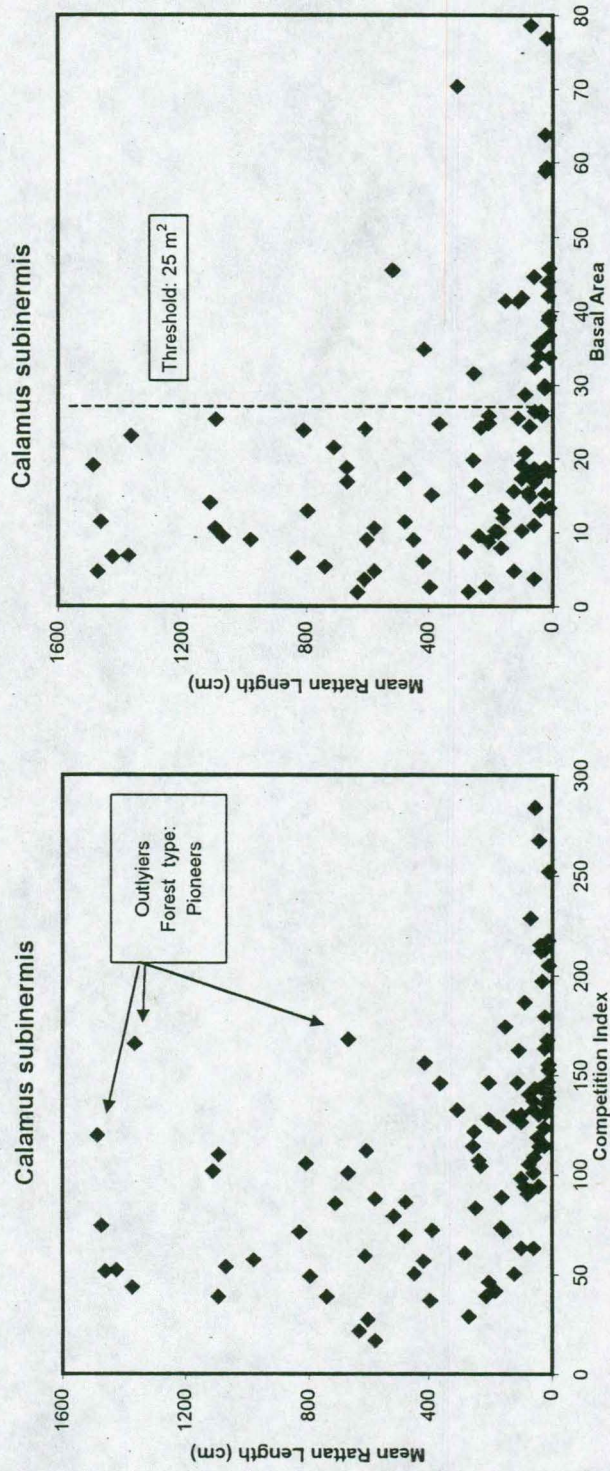 Calamus subinermis
Mean Rattan Length (cm)
1600
1200
800
400
0
Outlyiers
Forest type:
Pioneers
0
50
100
150
200
250
300
Competition Index
Calamus subinermis
Mean Rattan Length (cm)
1600
1200
800
400
0
Threshold: 25 m²
0
10
20
30
40
50
60
70
80
Basal Area